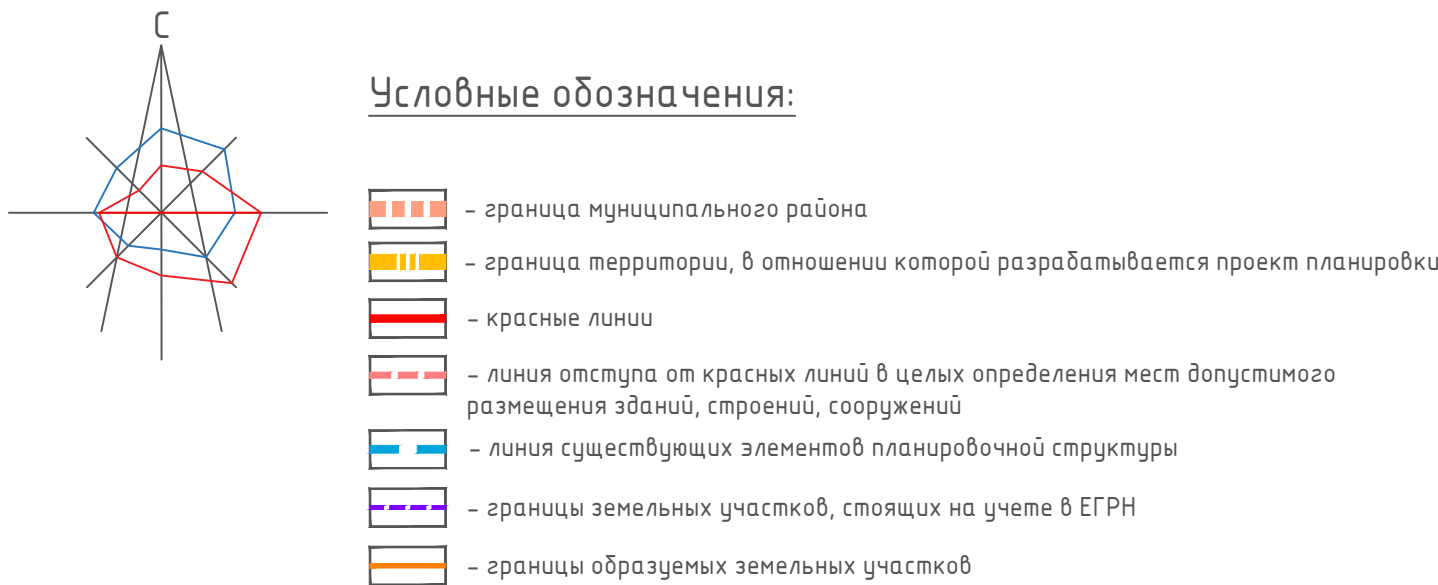 С
Условные обозначения:
– граница муниципального района
– граница территории, в отношении которой разрабатывается проект планировки
– красные линии
– линия отступа от красных линий в целых определения мест допустимого
размещения зданий, строений, сооружений
– линия существующих элементов планировочной структуры
– границы земельных участков, стоящих на учете в ЕГРН
– границы образуемых земельных участков